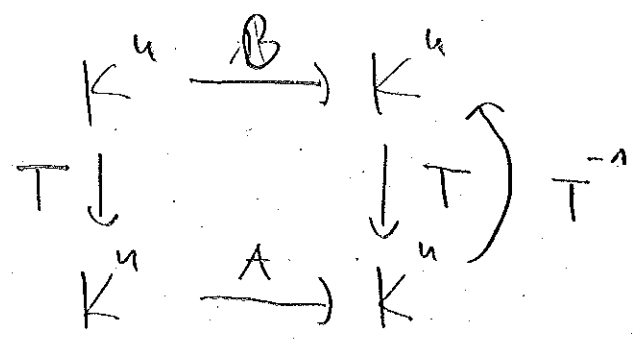 B
Kⁿ → Kⁿ
T ↓ ↓ T T⁻¹
A
Kⁿ → Kⁿ